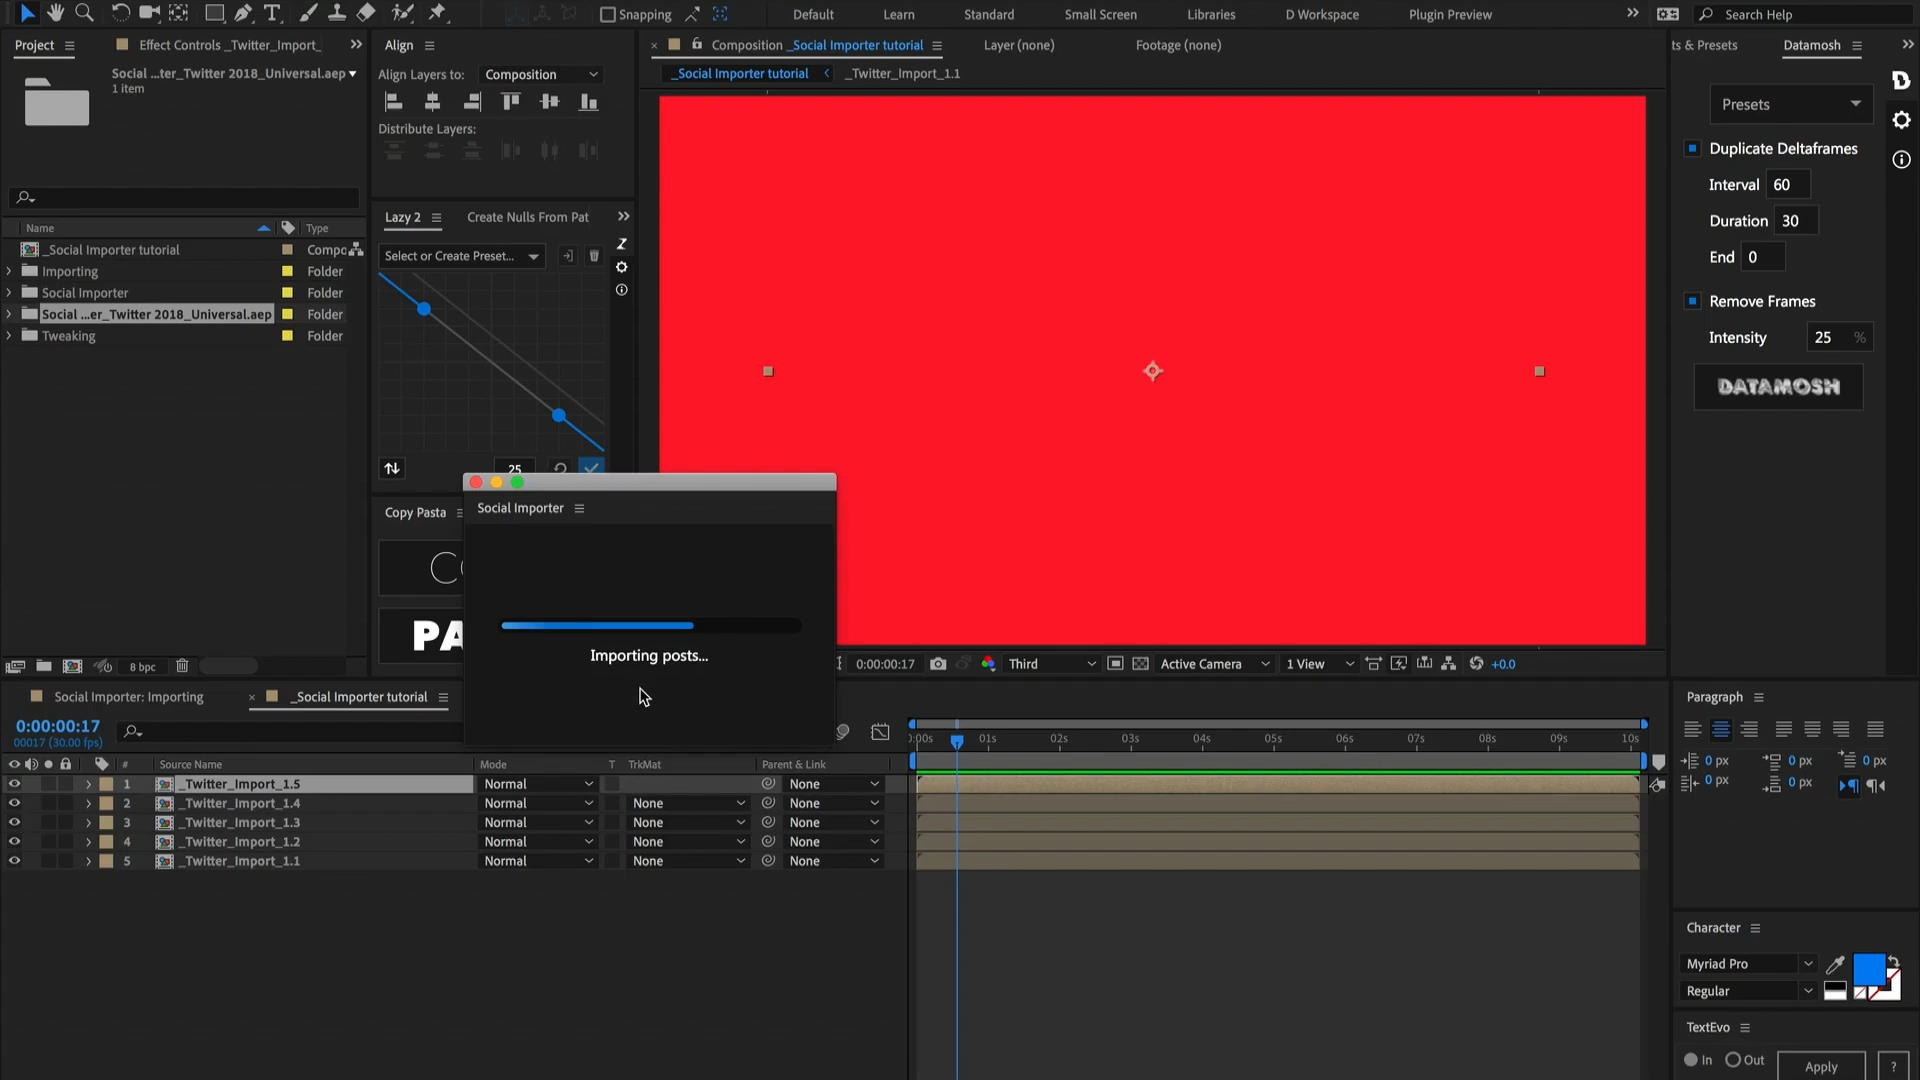 Snapping
Default
Learn
Standard
Small Screen
Libraries
D Workspace
Plugin Preview
Search Help
Project
Effect Controls _Twitter_Import_
Align
Composition _Social Importer tutorial
Layer (none)
Footage (none)
ts & Presets
Datamosh
Social ...ter_Twitter 2018_Universal.aep
1 item
Align Layers to:
Composition
_Social Importer tutorial
_Twitter_Import_1.1
Distribute Layers:
Presets
Duplicate Deltaframes
Interval 60
Duration 30
End 0
Remove Frames
Intensity 25 %
DATAMOSH
Name
Type
_Social Importer tutorial
Compo
Importing
Folder
Social Importer
Folder
Social ...er_Twitter 2018_Universal.aep
Folder
Tweaking
Folder
Lazy 2
Create Nulls From Pat
Select or Create Preset...
25
Copy Pasta
PA
Social Importer
Importing posts...
8 bpc
0:00:00:17
Third
Active Camera
1 View
+0.0
Social Importer: Importing
_Social Importer tutorial
0:00:00:17
00017 (30.00 fps)
# Source Name Mode T TrkMat Parent & Link
:00s 01s 02s 03s 04s 05s 06s 07s 08s 09s 10s
1 _Twitter_Import_1.5 Normal None
2 _Twitter_Import_1.4 Normal None None
3 _Twitter_Import_1.3 Normal None None
4 _Twitter_Import_1.2 Normal None None
5 _Twitter_Import_1.1 Normal None None
Paragraph
0 px 0 px 0 px
0 px 0 px
Character
Myriad Pro
Regular
TextEvo
In Out Apply ?